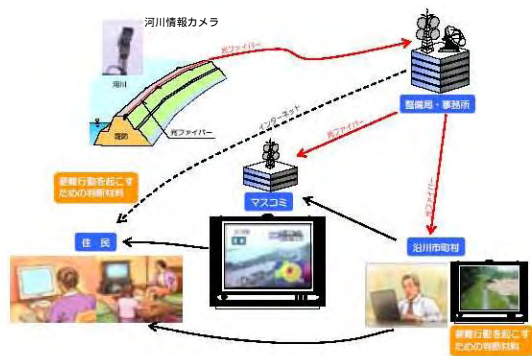 河川情報カメラ
光ファイバー
河川
堤防
光ファイバー
整備局・事務所
インターネット
光ファイバー
光ファイバー
避難行動を起こす
ための判断材料
マスコミ
住 民
沿川市町村
避難行動を起こす
ための判断材料